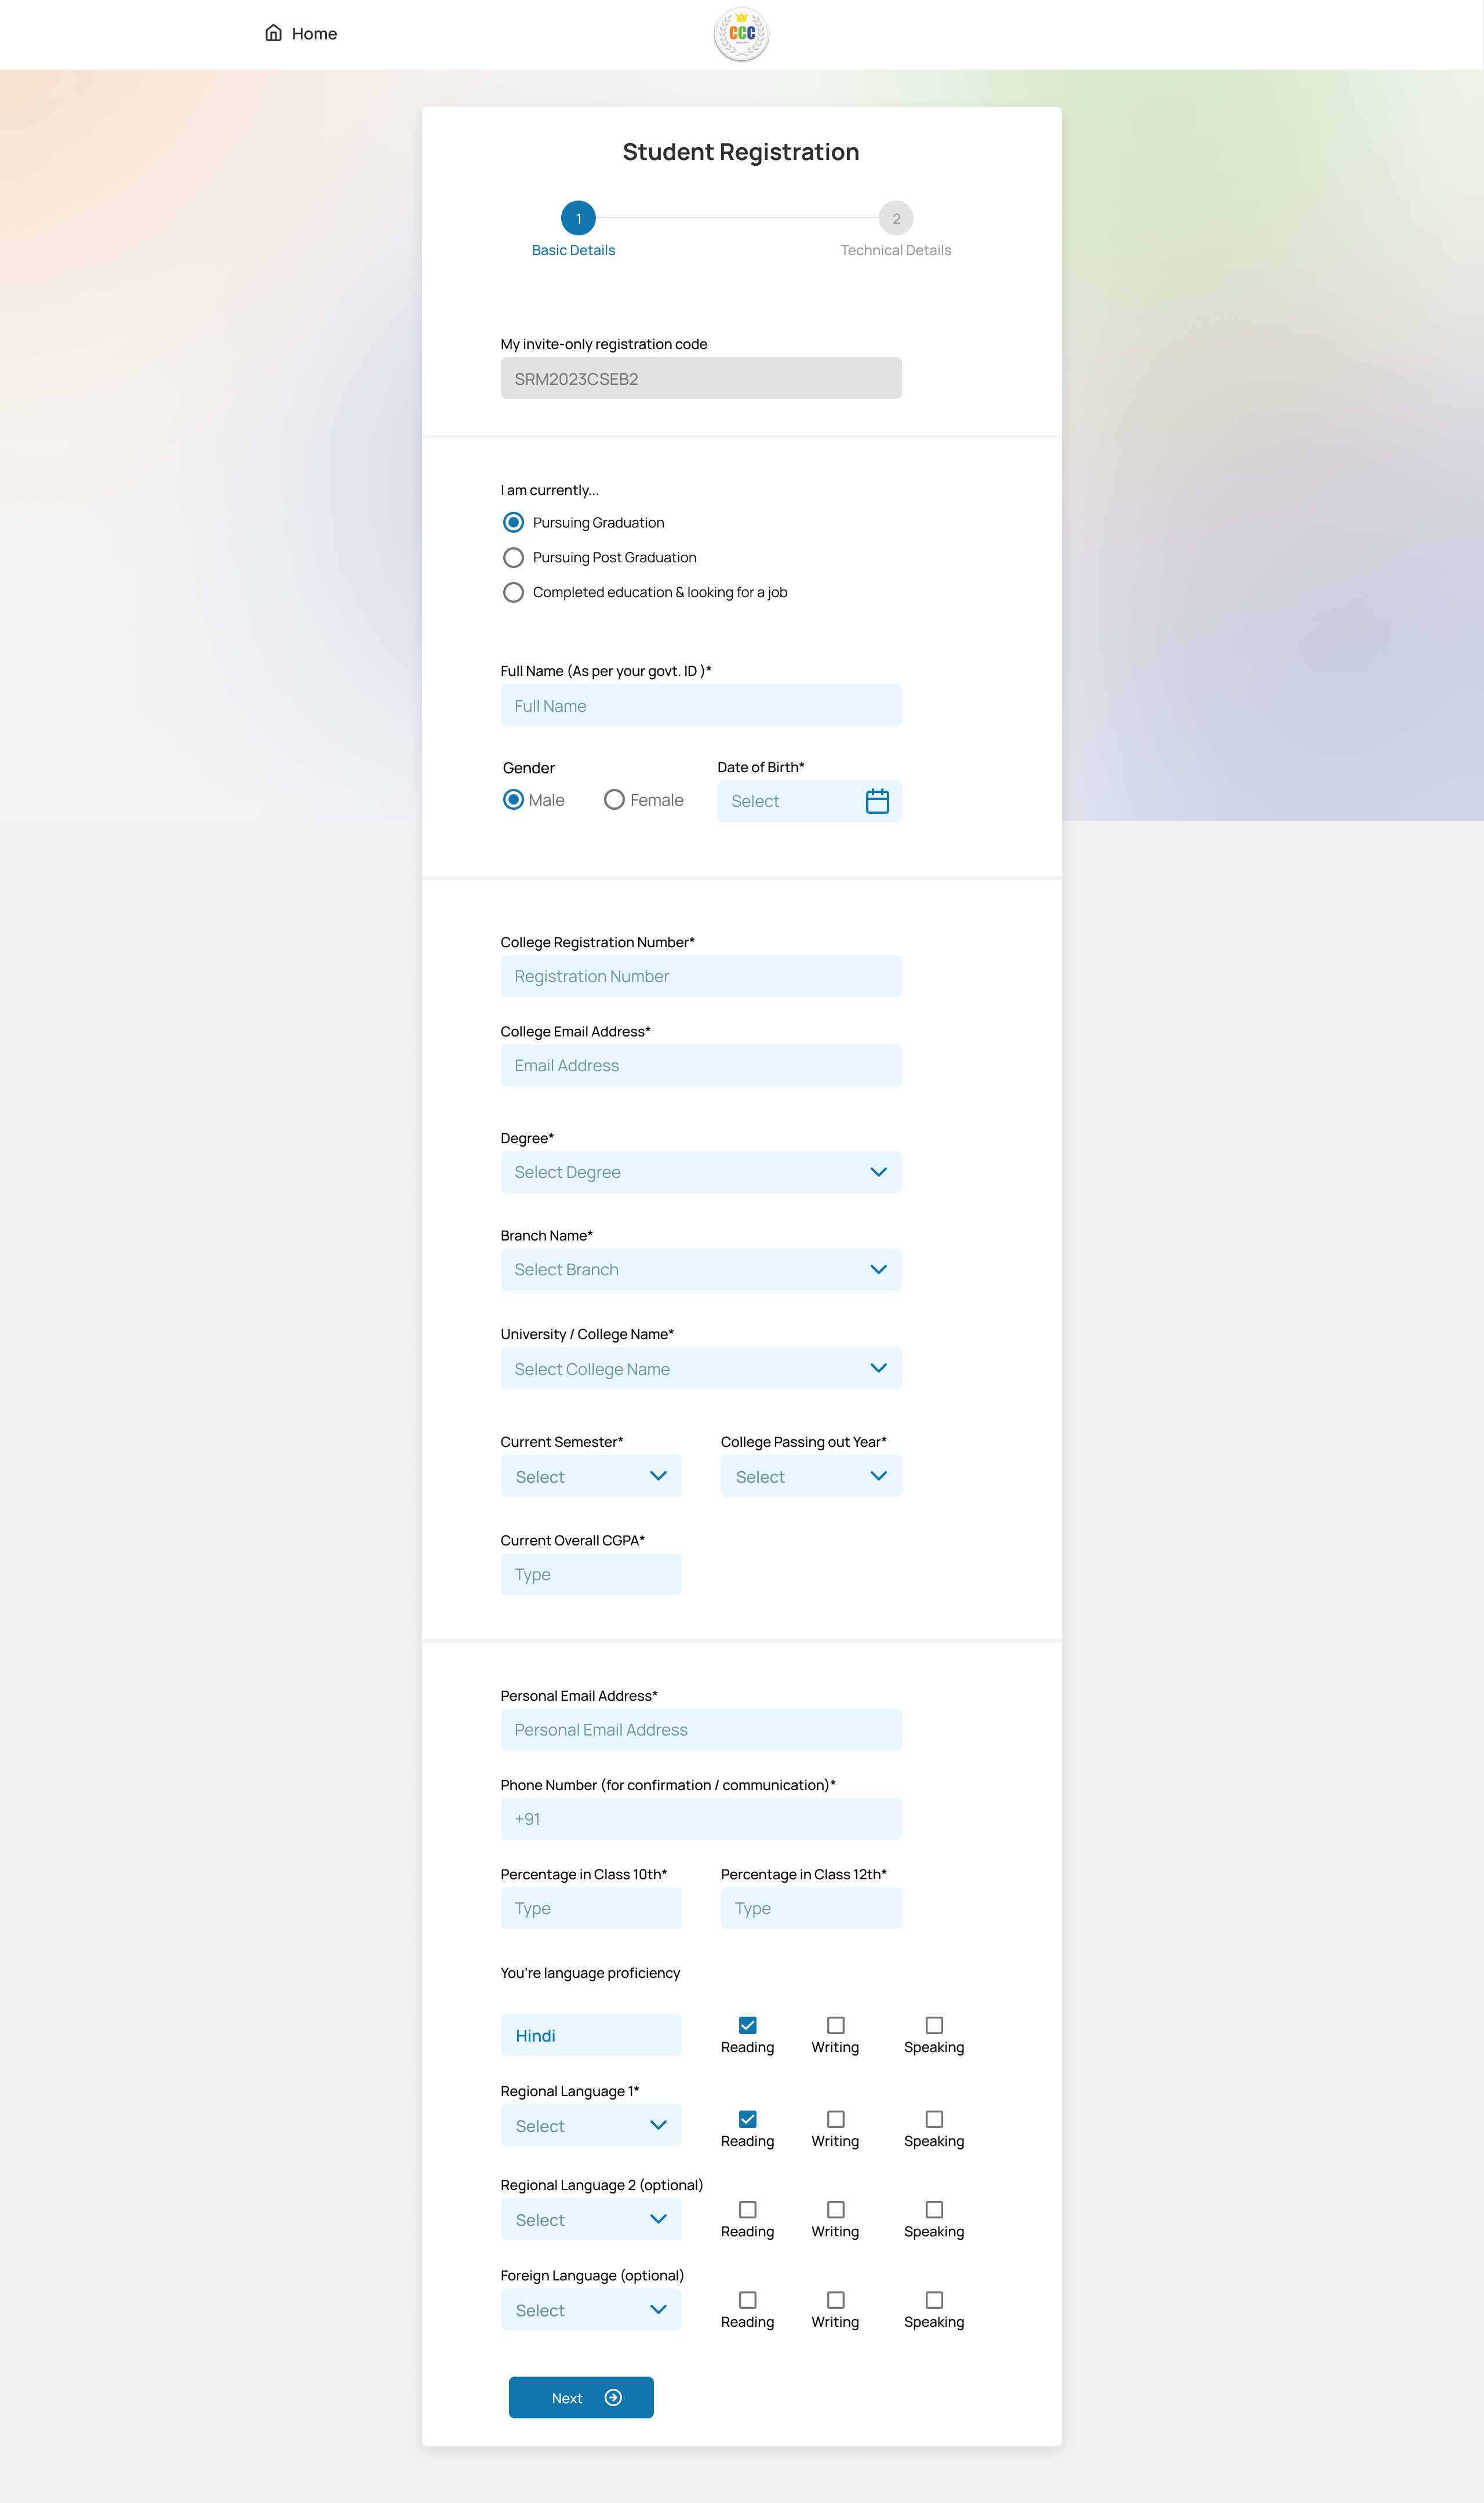 Home
CCC
Student Registration
1
2
Basic Details
Technical Details
My invite-only registration code
SRM2023CSEB2
I am currently...
Pursuing Graduation
Pursuing Post Graduation
Completed education & looking for a job
Full Name (As per your govt. ID )*
Full Name
Gender
Date of Birth*
Male
Female
Select
College Registration Number*
Registration Number
College Email Address*
Email Address
Degree*
Select Degree
Branch Name*
Select Branch
University / College Name*
Select College Name
Current Semester*
College Passing out Year*
Select
Select
Current Overall CGPA*
Type
Personal Email Address*
Personal Email Address
Phone Number (for confirmation / communication)*
+91
Percentage in Class 10th*
Percentage in Class 12th*
Type
Type
You're language proficiency
Hindi
Reading
Writing
Speaking
Regional Language 1*
Select
Reading
Writing
Speaking
Regional Language 2 (optional)
Select
Reading
Writing
Speaking
Foreign Language (optional)
Select
Reading
Writing
Speaking
Next